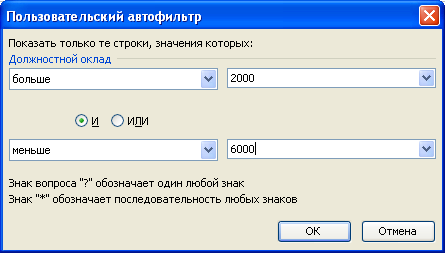 Пользовательский автофильтр
Показать только те строки, значения которых:
Должностной оклад
больше 2000
И ИЛИ
меньше 6000
Знак вопроса "?" обозначает один любой знак
Знак "*" обозначает последовательность любых знаков
ОК Отмена